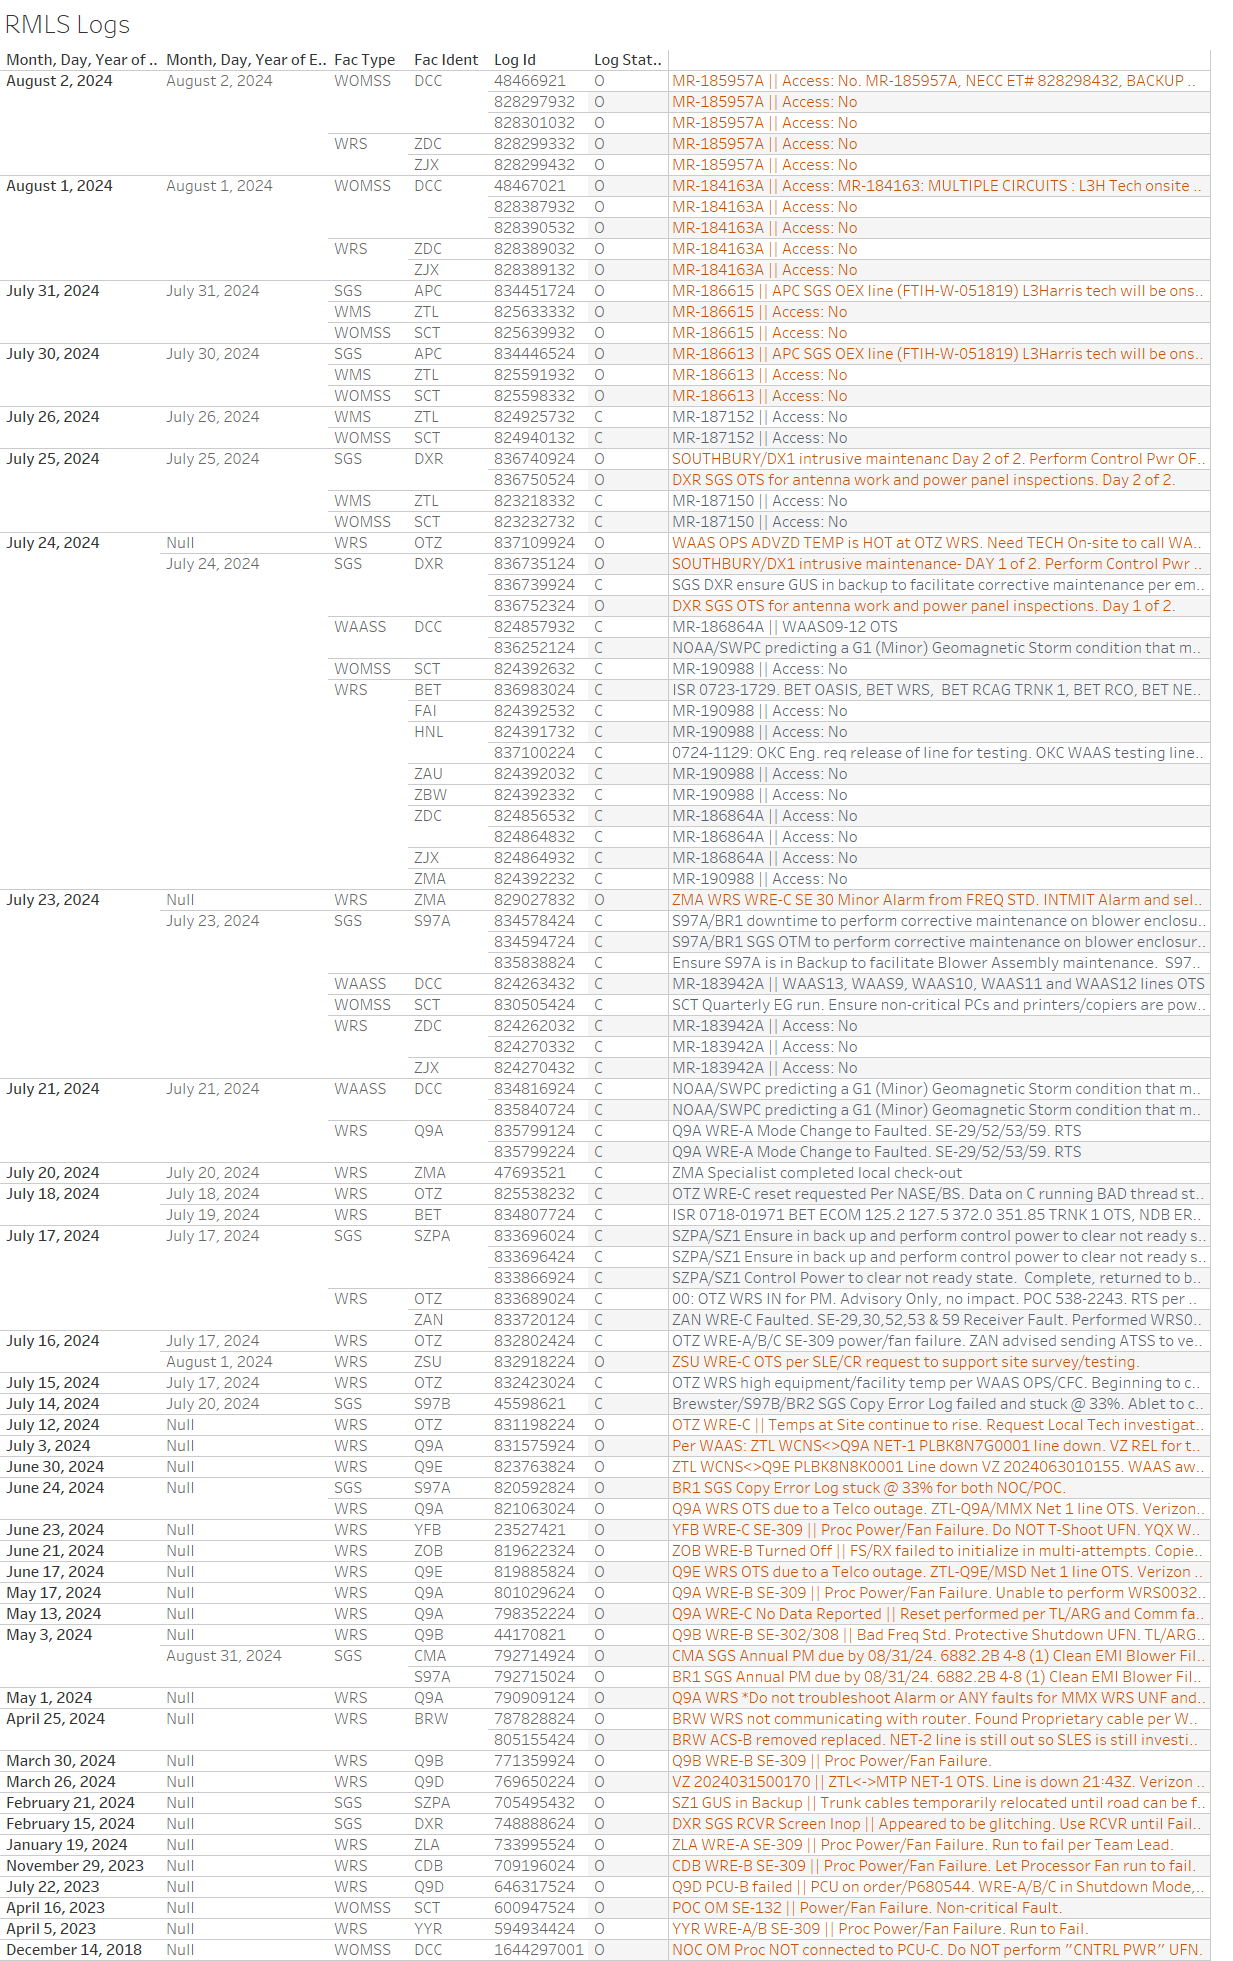 RMLS Logs
Month, Day, Year of .. Month, Day, Year of E.. Fac Type Fac Ident Log Id Log Stat..
August 2, 2024 August 2, 2024 WOMSS DCC 48466921 O MR-185957A || Access: No. MR-185957A, NECC ET# 828298432, BACKUP ..
828297932 O MR-185957A || Access: No
828301032 O MR-185957A || Access: No
WRS ZDC 828299332 O MR-185957A || Access: No
ZJX 828299432 O MR-185957A || Access: No
August 1, 2024 August 1, 2024 WOMSS DCC 48467021 O MR-184163A || Access: MR-184163: MULTIPLE CIRCUITS : L3H Tech onsite ..
828387932 O MR-184163A || Access: No
828390532 O MR-184163A || Access: No
WRS ZDC 828389032 O MR-184163A || Access: No
ZJX 828389132 O MR-184163A || Access: No
July 31, 2024 July 31, 2024 SGS APC 834451724 O MR-186615 || APC SGS OEX line (FTIH-W-051819) L3Harris tech will be ons..
WMS ZTL 825633332 O MR-186615 || Access: No
WOMSS SCT 825639932 O MR-186615 || Access: No
July 30, 2024 July 30, 2024 SGS APC 834446524 O MR-186613 || APC SGS OEX line (FTIH-W-051819) L3Harris tech will be ons..
WMS ZTL 825591932 O MR-186613 || Access: No
WOMSS SCT 825598332 O MR-186613 || Access: No
July 26, 2024 July 26, 2024 WMS ZTL 824925732 C MR-187152 || Access: No
WOMSS SCT 824940132 C MR-187152 || Access: No
July 25, 2024 July 25, 2024 SGS DXR 836740924 O SOUTHBURY/DX1 intrusive maintenanc Day 2 of 2. Perform Control Pwr OF..
836750524 O DXR SGS OTS for antenna work and power panel inspections. Day 2 of 2.
WMS ZTL 823218332 C MR-187150 || Access: No
WOMSS SCT 823232732 C MR-187150 || Access: No
July 24, 2024 Null WRS OTZ 837109924 O WAAS OPS ADVZD TEMP is HOT at OTZ WRS. Need TECH On-site to call WA..
July 24, 2024 SGS DXR 836735124 O SOUTHBURY/DX1 intrusive maintenance- DAY 1 of 2. Perform Control Pwr ..
836739924 C SGS DXR ensure GUS in backup to facilitate corrective maintenance per em..
836752324 O DXR SGS OTS for antenna work and power panel inspections. Day 1 of 2.
WAASS DCC 824857932 C MR-186864A || WAAS09-12 OTS
836252124 C NOAA/SWPC predicting a G1 (Minor) Geomagnetic Storm condition that m..
WOMSS SCT 824392632 C MR-190988 || Access: No
WRS BET 836983024 C ISR 0723-1729. BET OASIS, BET WRS, BET RCAG TRNK 1, BET RCO, BET NE..
FAI 824392532 C MR-190988 || Access: No
HNL 824391732 C MR-190988 || Access: No
837100224 C 0724-1129: OKC Eng. req release of line for testing. OKC WAAS testing line..
ZAU 824392032 C MR-190988 || Access: No
ZBW 824392332 C MR-190988 || Access: No
ZDC 824856532 C MR-186864A || Access: No
824864832 C MR-186864A || Access: No
ZJX 824864932 C MR-186864A || Access: No
ZMA 824392232 C MR-190988 || Access: No
July 23, 2024 Null WRS ZMA 829027832 O ZMA WRS WRE-C SE 30 Minor Alarm from FREQ STD. INTMIT Alarm and sel..
July 23, 2024 SGS S97A 834578424 C S97A/BR1 downtime to perform corrective maintenance on blower enclosu..
834594724 C S97A/BR1 SGS OTM to perform corrective maintenance on blower enclosur..
835838824 C Ensure S97A is in Backup to facilitate Blower Assembly maintenance. S97..
WAASS DCC 824263432 C MR-183942A || WAAS13, WAAS9, WAAS10, WAAS11 and WAAS12 lines OTS
WOMSS SCT 830505424 C SCT Quarterly EG run. Ensure non-critical PCs and printers/copiers are pow..
WRS ZDC 824262032 C MR-183942A || Access: No
824270332 C MR-183942A || Access: No
ZJX 824270432 C MR-183942A || Access: No
July 21, 2024 July 21, 2024 WAASS DCC 834816924 C NOAA/SWPC predicting a G1 (Minor) Geomagnetic Storm condition that m..
835840724 C NOAA/SWPC predicting a G1 (Minor) Geomagnetic Storm condition that m..
WRS Q9A 835799124 C Q9A WRE-A Mode Change to Faulted. SE-29/52/53/59. RTS
835799224 C Q9A WRE-A Mode Change to Faulted. SE-29/52/53/59. RTS
July 20, 2024 July 20, 2024 WRS ZMA 47693521 C ZMA Specialist completed local check-out
July 18, 2024 July 18, 2024 WRS OTZ 825538232 C OTZ WRE-C reset requested Per NASE/BS. Data on C running BAD thread st..
July 19, 2024 WRS BET 834807724 C ISR 0718-01971 BET ECOM 125.2 127.5 372.0 351.85 TRNK 1 OTS, NDB ER..
July 17, 2024 July 17, 2024 SGS SZPA 833696024 C SZPA/SZ1 Ensure in back up and perform control power to clear not ready s..
833696424 C SZPA/SZ1 Ensure in back up and perform control power to clear not ready s..
833866924 C SZPA/SZ1 Control Power to clear not ready state. Complete, returned to b..
WRS OTZ 833689024 C 00: OTZ WRS IN for PM. Advisory Only, no impact. POC 538-2243. RTS per ..
ZAN 833720124 C ZAN WRE-C Faulted. SE-29,30,52,53 & 59 Receiver Fault. Performed WRS0..
July 16, 2024 July 17, 2024 WRS OTZ 832802424 C OTZ WRE-A/B/C SE-309 power/fan failure. ZAN advised sending ATSS to ve..
August 1, 2024 WRS ZSU 832918224 O ZSU WRE-C OTS per SLE/CR request to support site survey/testing.
July 15, 2024 July 17, 2024 WRS OTZ 832423024 C OTZ WRS high equipment/facility temp per WAAS OPS/CFC. Beginning to c..
July 14, 2024 July 20, 2024 SGS S97B 45598621 C Brewster/S97B/BR2 SGS Copy Error Log failed and stuck @ 33%. Ablet to c..
July 12, 2024 Null WRS OTZ 831198224 O OTZ WRE-C || Temps at Site continue to rise. Request Local Tech investigat..
July 3, 2024 Null WRS Q9A 831575924 O Per WAAS: ZTL WCNS<>Q9A NET-1 PLBK8N7G0001 line down. VZ REL for t..
June 30, 2024 Null WRS Q9E 823763824 O ZTL WCNS<>Q9E PLBK8N8K0001 Line down VZ 2024063010155. WAAS aw..
June 24, 2024 Null SGS S97A 820592824 O BR1 SGS Copy Error Log stuck @ 33% for both NOC/POC.
WRS Q9A 821063024 O Q9A WRS OTS due to a Telco outage. ZTL-Q9A/MMX Net 1 line OTS. Verizon..
June 23, 2024 Null WRS YFB 23527421 O YFB WRE-C SE-309 || Proc Power/Fan Failure. Do NOT T-Shoot UFN. YQX W..
June 21, 2024 Null WRS ZOB 819622324 O ZOB WRE-B Turned Off || FS/RX failed to initialize in multi-attempts. Copie..
June 17, 2024 Null WRS Q9E 819885824 O Q9E WRS OTS due to a Telco outage. ZTL-Q9E/MSD Net 1 line OTS. Verizon ..
May 17, 2024 Null WRS Q9A 801029624 O Q9A WRE-B SE-309 || Proc Power/Fan Failure. Unable to perform WRS0032..
May 13, 2024 Null WRS Q9A 798352224 O Q9A WRE-C No Data Reported || Reset performed per TL/ARG and Comm fa..
May 3, 2024 Null WRS Q9B 44170821 O Q9B WRE-B SE-302/308 || Bad Freq Std. Protective Shutdown UFN. TL/ARG..
August 31, 2024 SGS CMA 792714924 O CMA SGS Annual PM due by 08/31/24. 6882.2B 4-8 (1) Clean EMI Blower Fil..
S97A 792715024 O BR1 SGS Annual PM due by 08/31/24. 6882.2B 4-8 (1) Clean EMI Blower Fil..
May 1, 2024 Null WRS Q9A 790909124 O Q9A WRS *Do not troubleshoot Alarm or ANY faults for MMX WRS UNF and..
April 25, 2024 Null WRS BRW 787828824 O BRW WRS not communicating with router. Found Proprietary cable per W..
805155424 O BRW ACS-B removed replaced. NET-2 line is still out so SLES is still investi..
March 30, 2024 Null WRS Q9B 771359924 O Q9B WRE-B SE-309 || Proc Power/Fan Failure.
March 26, 2024 Null WRS Q9D 769650224 O VZ 2024031500170 || ZTL<->MTP NET-1 OTS. Line is down 21:43Z. Verizon ..
February 21, 2024 Null SGS SZPA 705495432 O SZ1 GUS in Backup || Trunk cables temporarily relocated until road can be f..
February 15, 2024 Null SGS DXR 748888624 O DXR SGS RCVR Screen Inop || Appeared to be glitching. Use RCVR until Fail..
January 19, 2024 Null WRS ZLA 733995524 O ZLA WRE-A SE-309 || Proc Power/Fan Failure. Run to fail per Team Lead.
November 29, 2023 Null WRS CDB 709196024 O CDB WRE-B SE-309 || Proc Power/Fan Failure. Let Processor Fan run to fail.
July 22, 2023 Null WRS Q9D 646317524 O Q9D PCU-B failed || PCU on order/P680544. WRE-A/B/C in Shutdown Mode,..
April 16, 2023 Null WOMSS SCT 600947524 O POC OM SE-132 || Power/Fan Failure. Non-critical Fault.
April 5, 2023 Null WRS YYR 594934424 O YYR WRE-A/B SE-309 || Proc Power/Fan Failure. Run to Fail.
December 14, 2018 Null WOMSS DCC 1644297001 O NOC OM Proc NOT connected to PCU-C. Do NOT perform "CNTRL PWR" UFN.